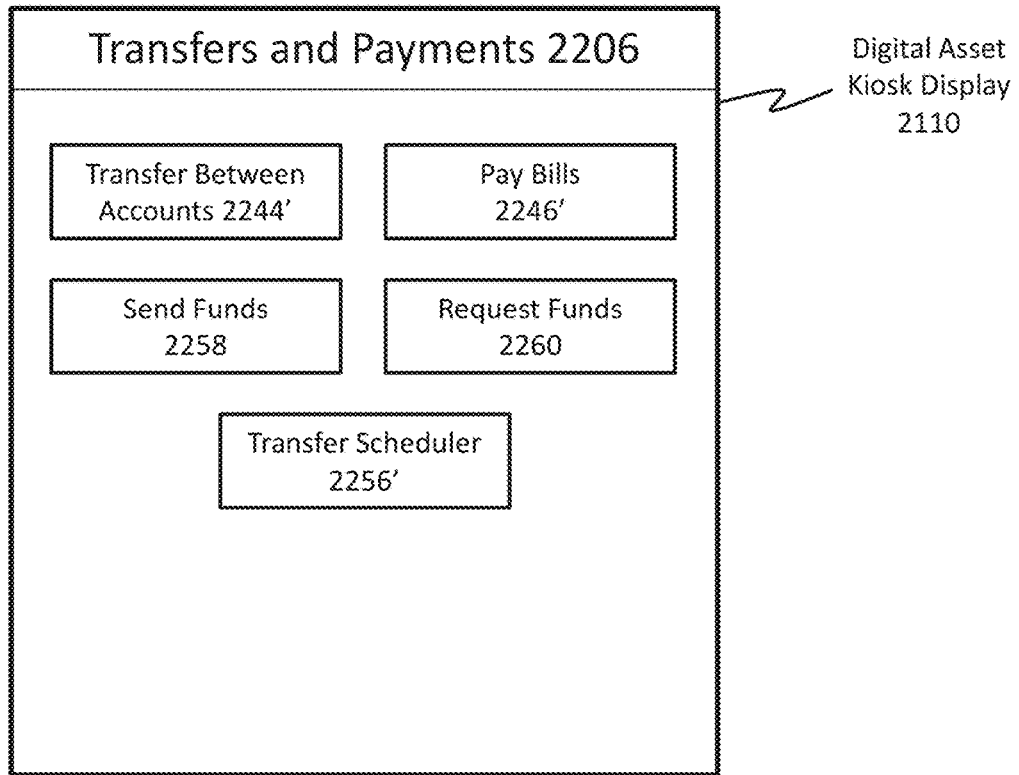 Transfers and Payments 2206
Digital Asset
Kiosk Display
2110
Transfer Between
Accounts 2244’
Pay Bills
2246’
Send Funds
2258
Request Funds
2260
Transfer Scheduler
2256’